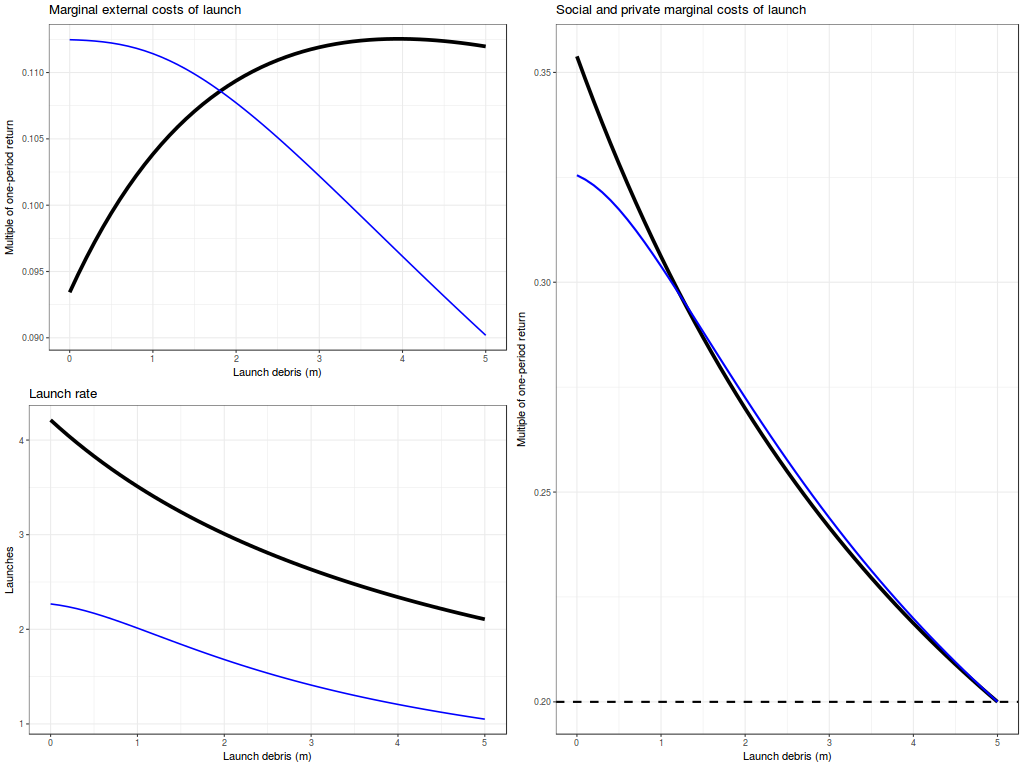 Marginal external costs of launch
Multiple of one-period return
0.110
0.105
0.100
0.095
0.090
0 1 2 3 4 5
Launch debris (m)
Launch rate
Launches
4
3
2
1
0 1 2 3 4 5
Launch debris (m)
Social and private marginal costs of launch
Multiple of one-period return
0.35
0.30
0.25
0.20
0 1 2 3 4 5
Launch debris (m)